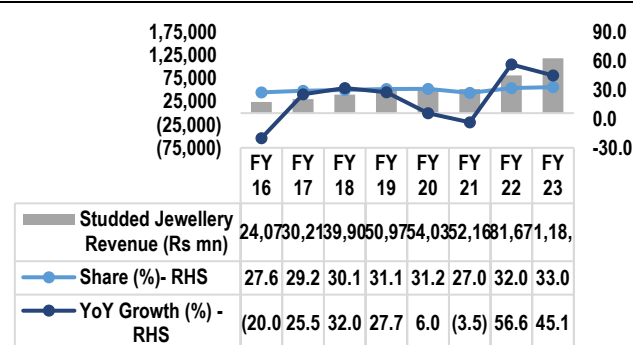 1,75,000
1,25,000
75,000
25,000
(25,000)
(75,000)
90.0
60.0
30.0
0.0
-30.0
FY 16 FY 17 FY 18 FY 19 FY 20 FY 21 FY 22 FY 23
Studded Jewellery Revenue (Rs mn) 24,07 30,21 39,90 50,97 54,03 52,16 81,67 1,18,
Share (%)- RHS 27.6 29.2 30.1 31.1 31.2 27.0 32.0 33.0
YoY Growth (%) - RHS (20.0 25.5 32.0 27.7 6.0 (3.5) 56.6 45.1